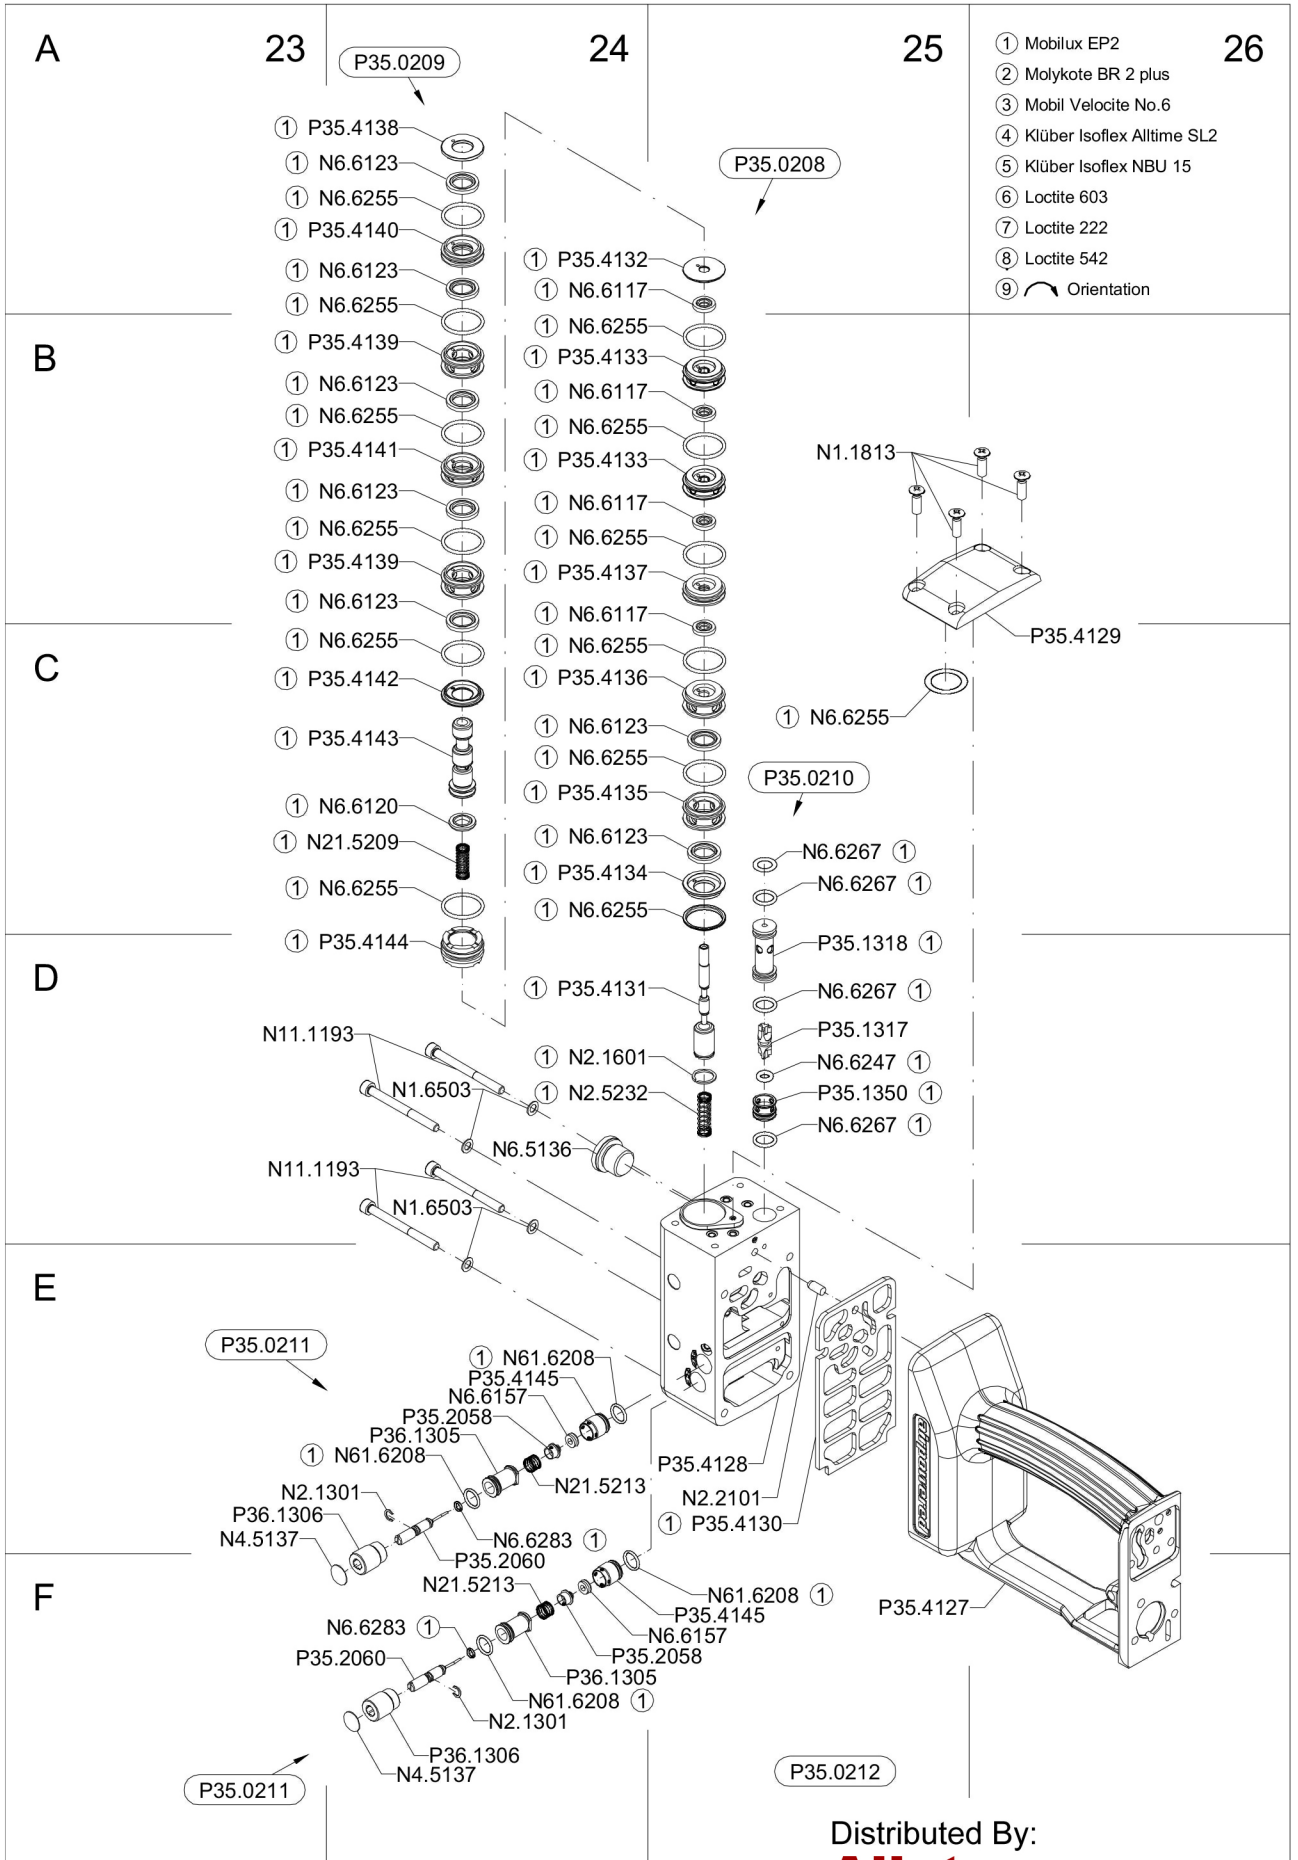 A
23
24
25
26
① Mobilux EP2
② Molykote BR 2 plus
③ Mobil Velocite No.6
④ Klüber Isoflex Alltime SL2
⑤ Klüber Isoflex NBU 15
⑥ Loctite 603
⑦ Loctite 222
⑧ Loctite 542
⑨ Orientation
P35.0209
① P35.4138
① N6.6123
① N6.6255
① P35.4140
① N6.6123
① N6.6255
① P35.4139
① N6.6123
① N6.6255
① P35.4141
① N6.6123
① N6.6255
① P35.4139
① N6.6123
① N6.6255
① P35.4142
① P35.4143
① N6.6120
① N21.5209
① N6.6255
① P35.4144
P35.0208
① P35.4132
① N6.6117
① N6.6255
① P35.4133
① N6.6117
① N6.6255
① P35.4133
① N6.6117
① N6.6255
① P35.4137
① N6.6117
① N6.6255
① P35.4136
① N6.6123
① N6.6255
① P35.4135
① N6.6123
① P35.4134
① N6.6255
① P35.4131
① N2.1601
① N2.5232
B
N1.1813
P35.4129
C
① N6.6255
P35.0210
N6.6267 ①
N6.6267 ①
P35.1318 ①
N6.6267 ①
P35.1317
N6.6247 ①
P35.1350 ①
N6.6267 ①
D
N11.1193
N1.6503
N6.5136
N11.1193
N1.6503
E
P35.0211
① N61.6208
P35.4145
N6.6157
P35.2058
P36.1305
① N61.6208
N2.1301
P36.1306
N4.5137
N21.5213
N6.6283 ①
P35.2060
P35.4128
N2.2101
① P35.4130
paramount
P35.4127
F
N21.5213
N61.6208 ①
P35.4145
N6.6157
P35.2058
P36.1305
N6.6283 ①
P35.2060
N61.6208 ①
N2.1301
P36.1306
N4.5137
P35.0211
P35.0212
Distributed By: